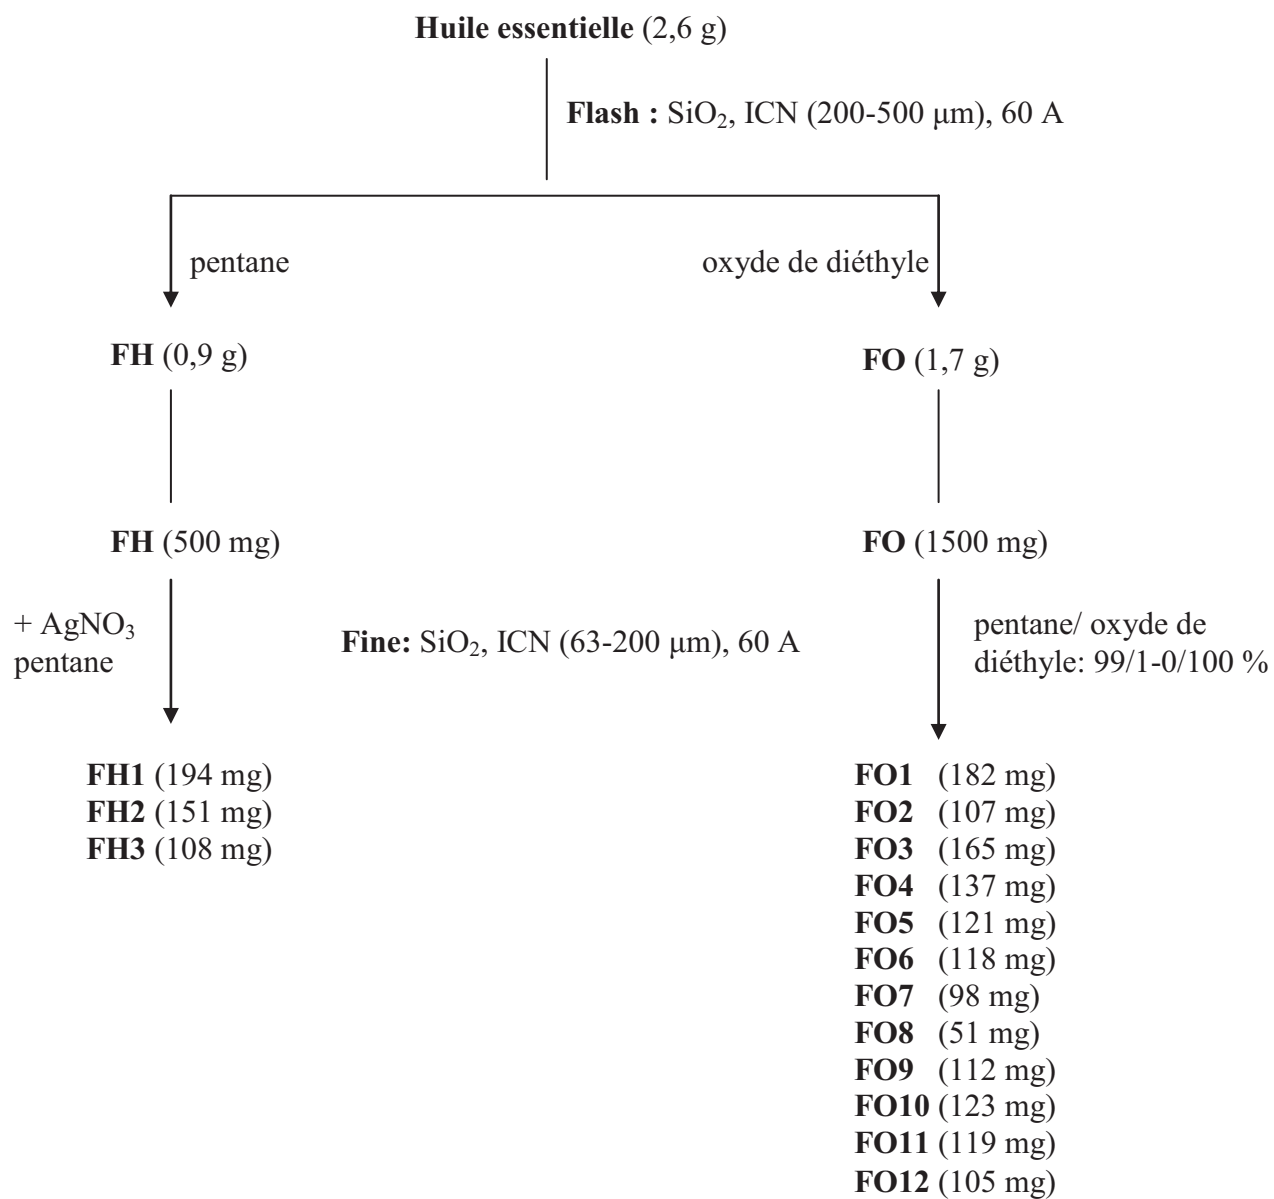 Huile essentielle (2,6 g)
Flash : SiO₂, ICN (200-500 μm), 60 A
pentane
oxyde de diéthyle
FH (0,9 g)
FO (1,7 g)
FH (500 mg)
FO (1500 mg)
+ AgNO₃
pentane
Fine: SiO₂, ICN (63-200 μm), 60 A
pentane/ oxyde de
diéthyle: 99/1-0/100 %
FH1 (194 mg)
FH2 (151 mg)
FH3 (108 mg)
FO1 (182 mg)
FO2 (107 mg)
FO3 (165 mg)
FO4 (137 mg)
FO5 (121 mg)
FO6 (118 mg)
FO7 (98 mg)
FO8 (51 mg)
FO9 (112 mg)
FO10 (123 mg)
FO11 (119 mg)
FO12 (105 mg)